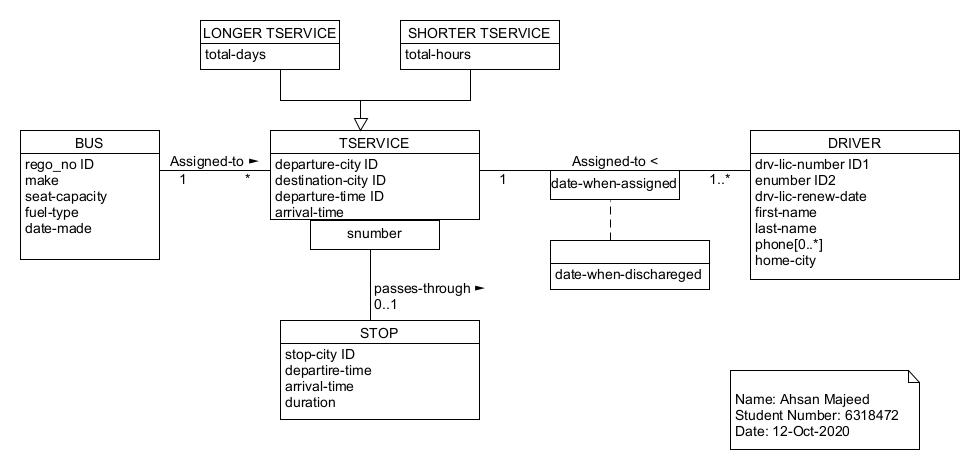 LONGER TSERVICE
total-days
SHORTER TSERVICE
total-hours
BUS
rego_no ID
make
seat-capacity
fuel-type
date-made
Assigned-to ►
1
*
TSERVICE
departure-city ID
destination-city ID
departure-time ID
arrival-time
snumber
Assigned-to <
1
1..*
date-when-assigned
date-when-dischareged
DRIVER
drv-lic-number ID1
enumber ID2
drv-lic-renew-date
first-name
last-name
phone[0..*]
home-city
passes-through ►
0..1
STOP
stop-city ID
departire-time
arrival-time
duration
Name: Ahsan Majeed
Student Number: 6318472
Date: 12-Oct-2020